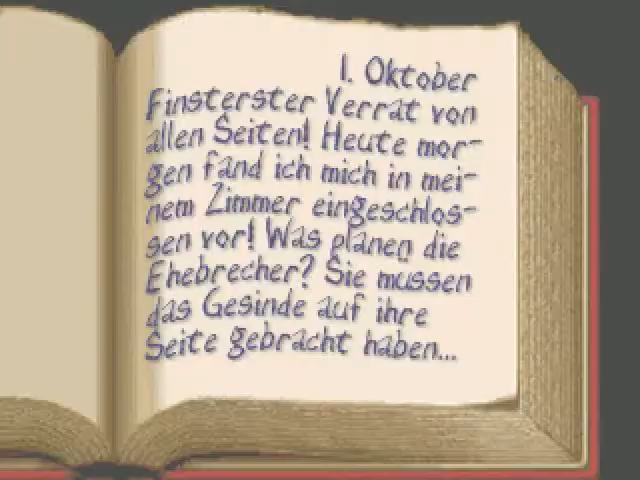 1. Oktober
Finsterster Verrat von
allen Seiten! Heute mor-
gen fand ich mich in mei-
nem Zimmer eingeschlos-
sen vor! Was planen die
Ehebrecher? Sie müssen
das Gesinde auf ihre
Seite gebracht haben...